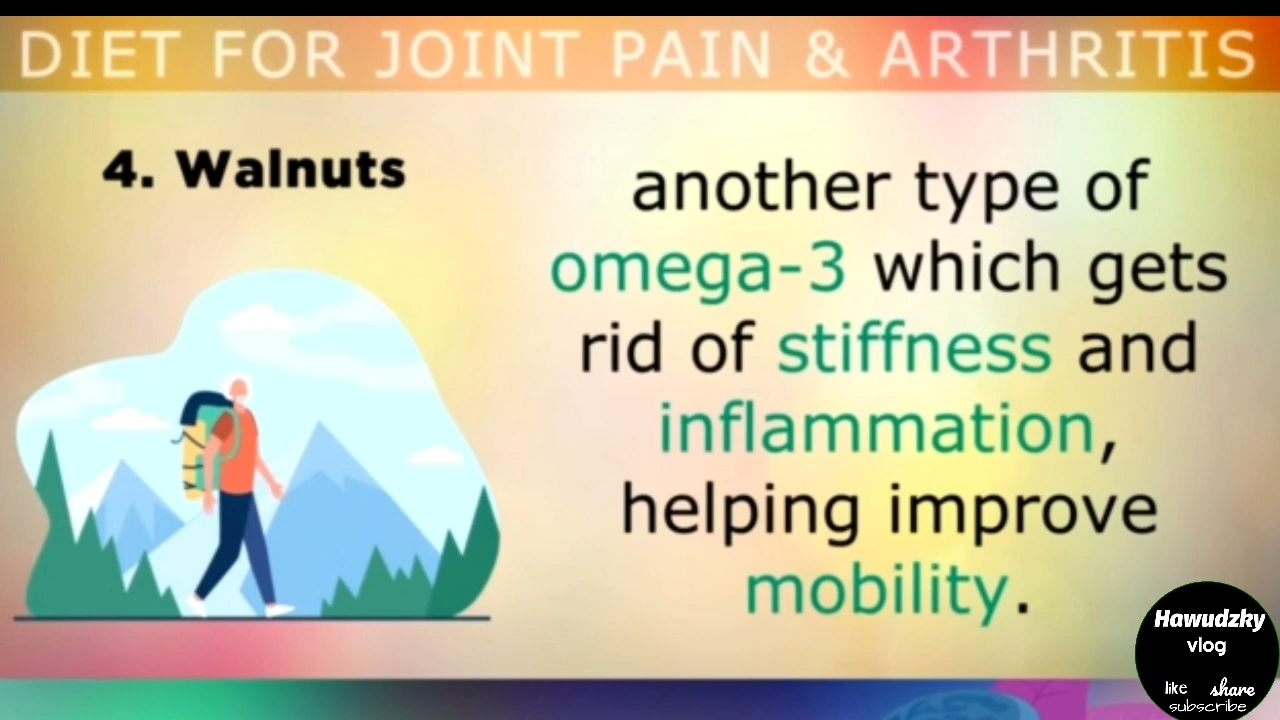 DIET FOR JOINT PAIN & ARTHRITIS
4. Walnuts
another type of
omega-3 which gets
rid of stiffness and
inflammation,
helping improve
mobility.
Hawudzky
vlog
like share
subscribe